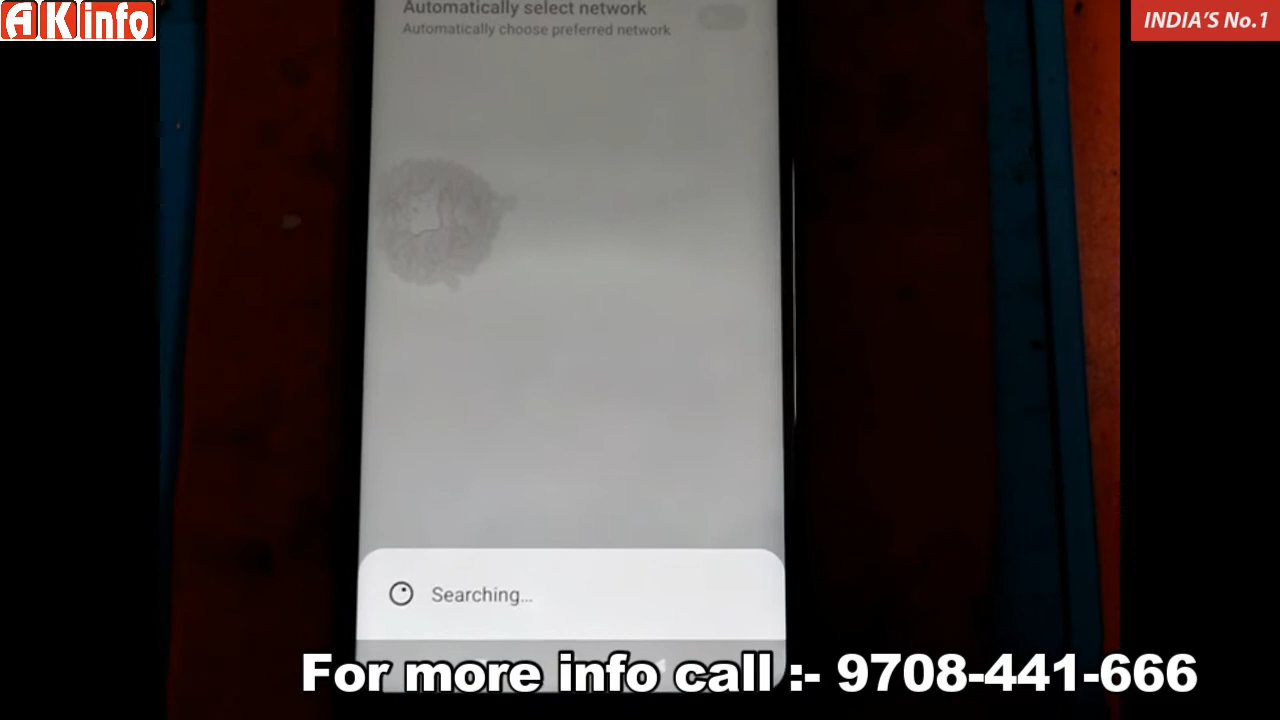 AKinfo
INDIA'S No.1
Automatically select network
Automatically choose preferred network
Searching...
For more info call :- 9708-441-666